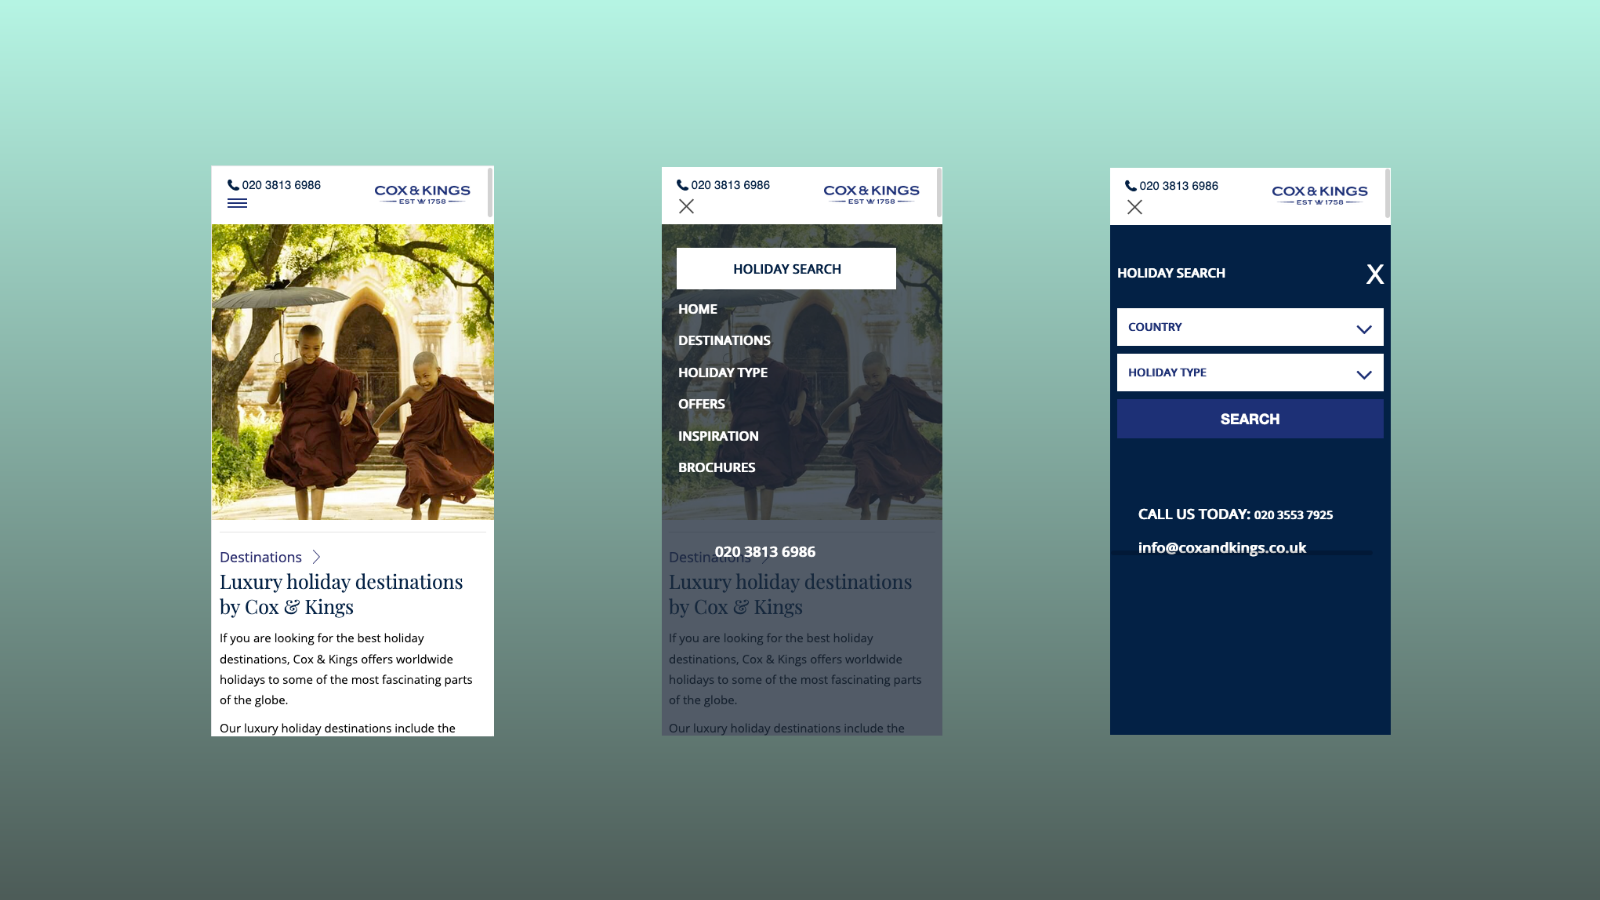 020 3813 6986
COX & KINGS
EST 1758
Destinations
Luxury holiday destinations
by Cox & Kings
If you are looking for the best holiday
destinations, Cox & Kings offers worldwide
holidays to some of the most fascinating parts
of the globe.
Our luxury holiday destinations include the
020 3813 6986
COX & KINGS
EST 1758
HOLIDAY SEARCH
HOME
DESTINATIONS
HOLIDAY TYPE
OFFERS
INSPIRATION
BROCHURES
020 3813 6986
Destinations
Luxury holiday destinations
by Cox & Kings
If you are looking for the best holiday
destinations, Cox & Kings offers worldwide
holidays to some of the most fascinating parts
of the globe.
Our luxury holiday destinations include the
020 3813 6986
COX & KINGS
EST 1758
HOLIDAY SEARCH X
COUNTRY
HOLIDAY TYPE
SEARCH
CALL US TODAY: 020 3553 7925
info@coxandkings.co.uk